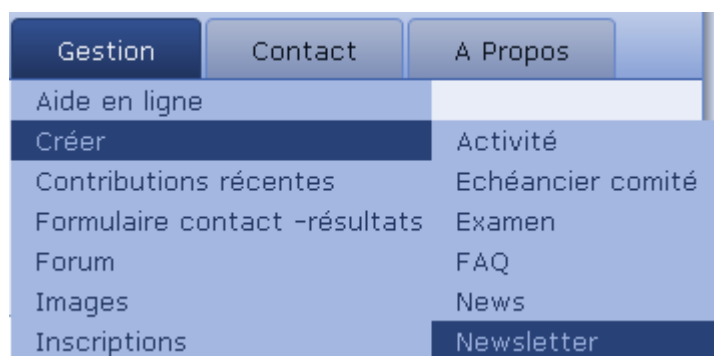 Gestion Contact A Propos
Aide en ligne
Créer Activité
Contributions récentes Echéancier comité
Formulaire contact -résultats Examen
Forum FAQ
Images News
Inscriptions Newsletter